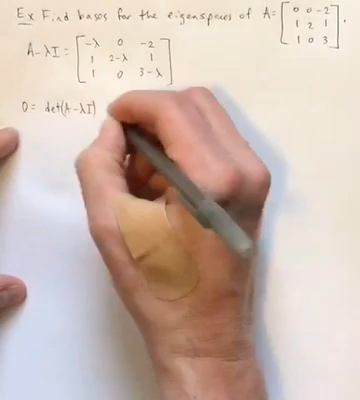 Ex Find bases for the eigenspaces of A = [0 0 -2; 1 2 1; 1 0 3].
A-λI = [-λ 0 -2; 1 2-λ 1; 1 0 3-λ]
0 = det(A-λI)